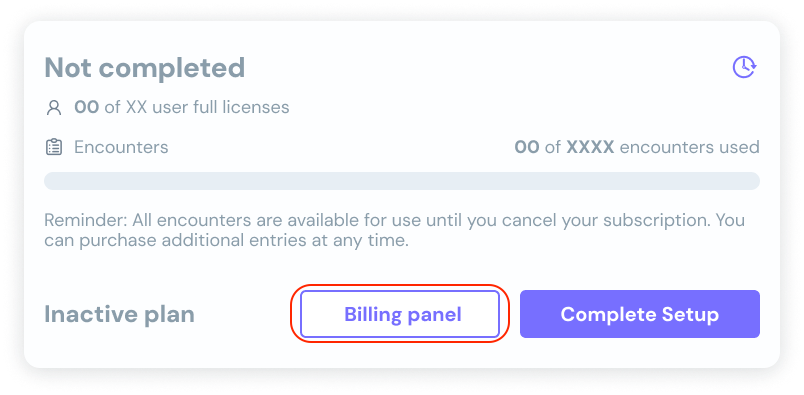 Not completed
00 of XX user full licenses
Encounters
00 of XXXX encounters used
Reminder: All encounters are available for use until you cancel your subscription. You
can purchase additional entries at any time.
Inactive plan
Billing panel
Complete Setup